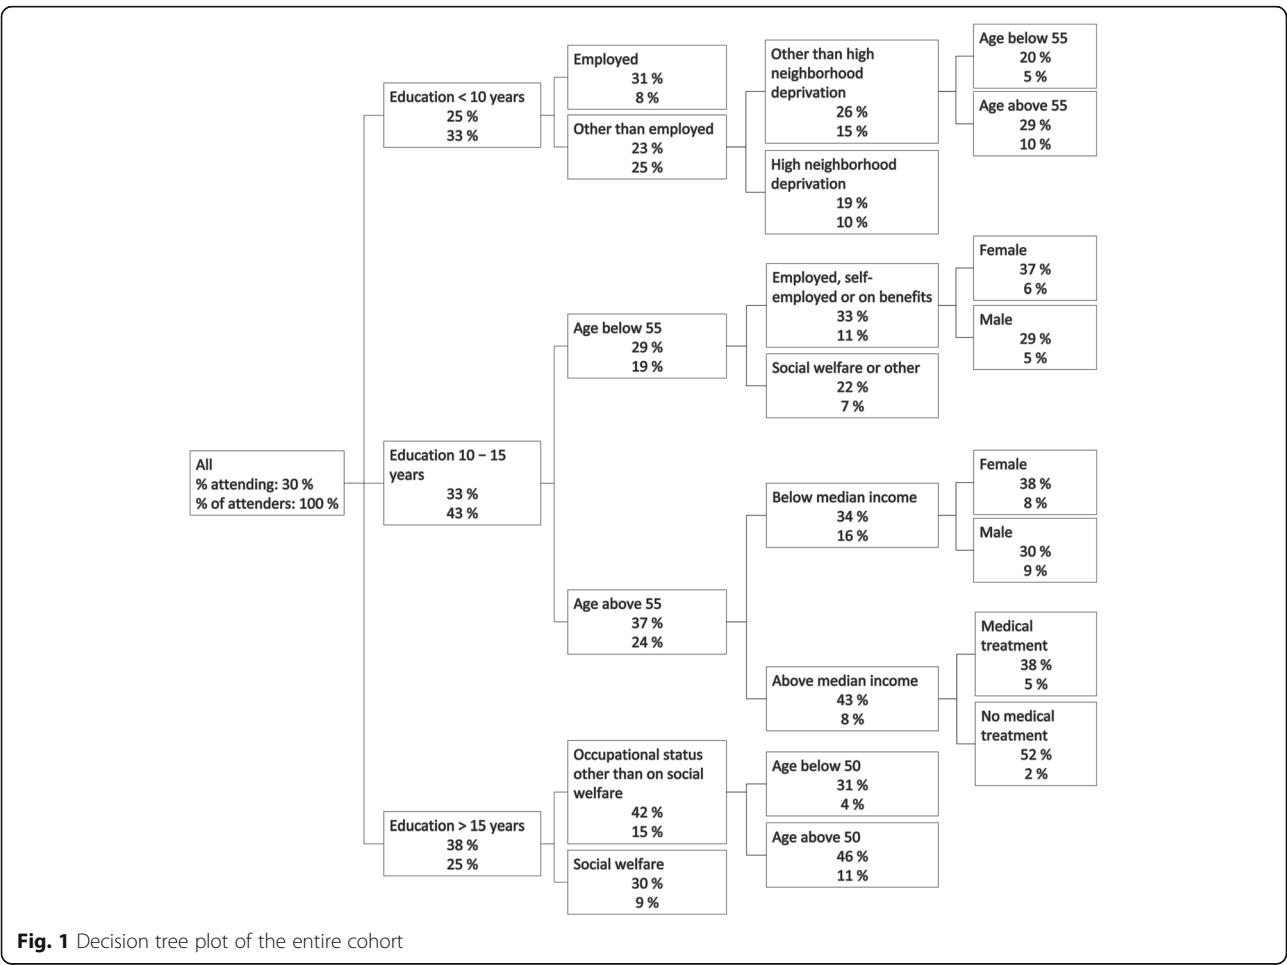 All
% attending: 30 %
% of attenders: 100 %
Education < 10 years
25 %
33 %
Employed
31 %
8 %
Other than employed
23 %
25 %
Other than high
neighborhood
deprivation
26 %
15 %
Age below 55
20 %
5 %
Age above 55
29 %
10 %
High neighborhood
deprivation
19 %
10 %
Education 10 – 15
years
33 %
43 %
Age below 55
29 %
19 %
Employed, self-
employed or on benefits
33 %
11 %
Female
37 %
6 %
Male
29 %
5 %
Social welfare or other
22 %
7 %
Age above 55
37 %
24 %
Below median income
34 %
16 %
Female
38 %
8 %
Male
30 %
9 %
Above median income
43 %
8 %
Medical
treatment
38 %
5 %
No medical
treatment
52 %
2 %
Education > 15 years
38 %
25 %
Occupational status
other than on social
welfare
42 %
15 %
Age below 50
31 %
4 %
Age above 50
46 %
11 %
Social welfare
30 %
9 %
Fig. 1 Decision tree plot of the entire cohort